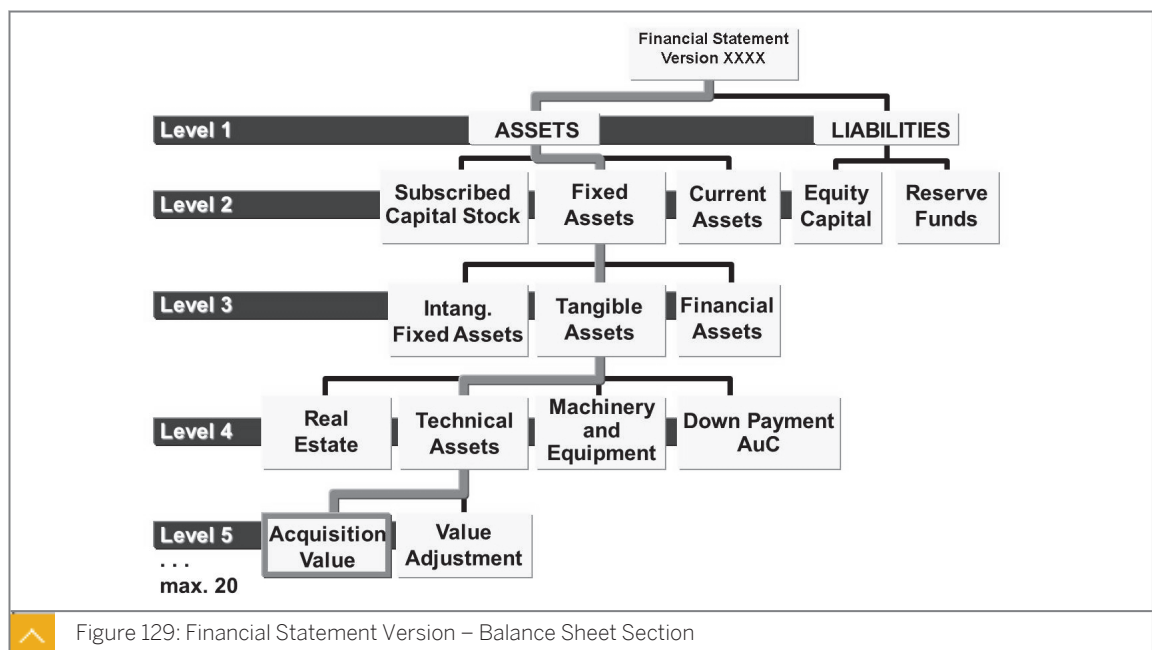 Financial Statement
Version XXXX
Level 1
ASSETS
LIABILITIES
Level 2
Subscribed
Capital Stock
Fixed
Assets
Current
Assets
Equity
Capital
Reserve
Funds
Level 3
Intang.
Fixed Assets
Tangible
Assets
Financial
Assets
Level 4
Real
Estate
Technical
Assets
Machinery
and
Equipment
Down Payment
AuC
Level 5
. . .
max. 20
Acquisition
Value
Value
Adjustment
Figure 129: Financial Statement Version – Balance Sheet Section